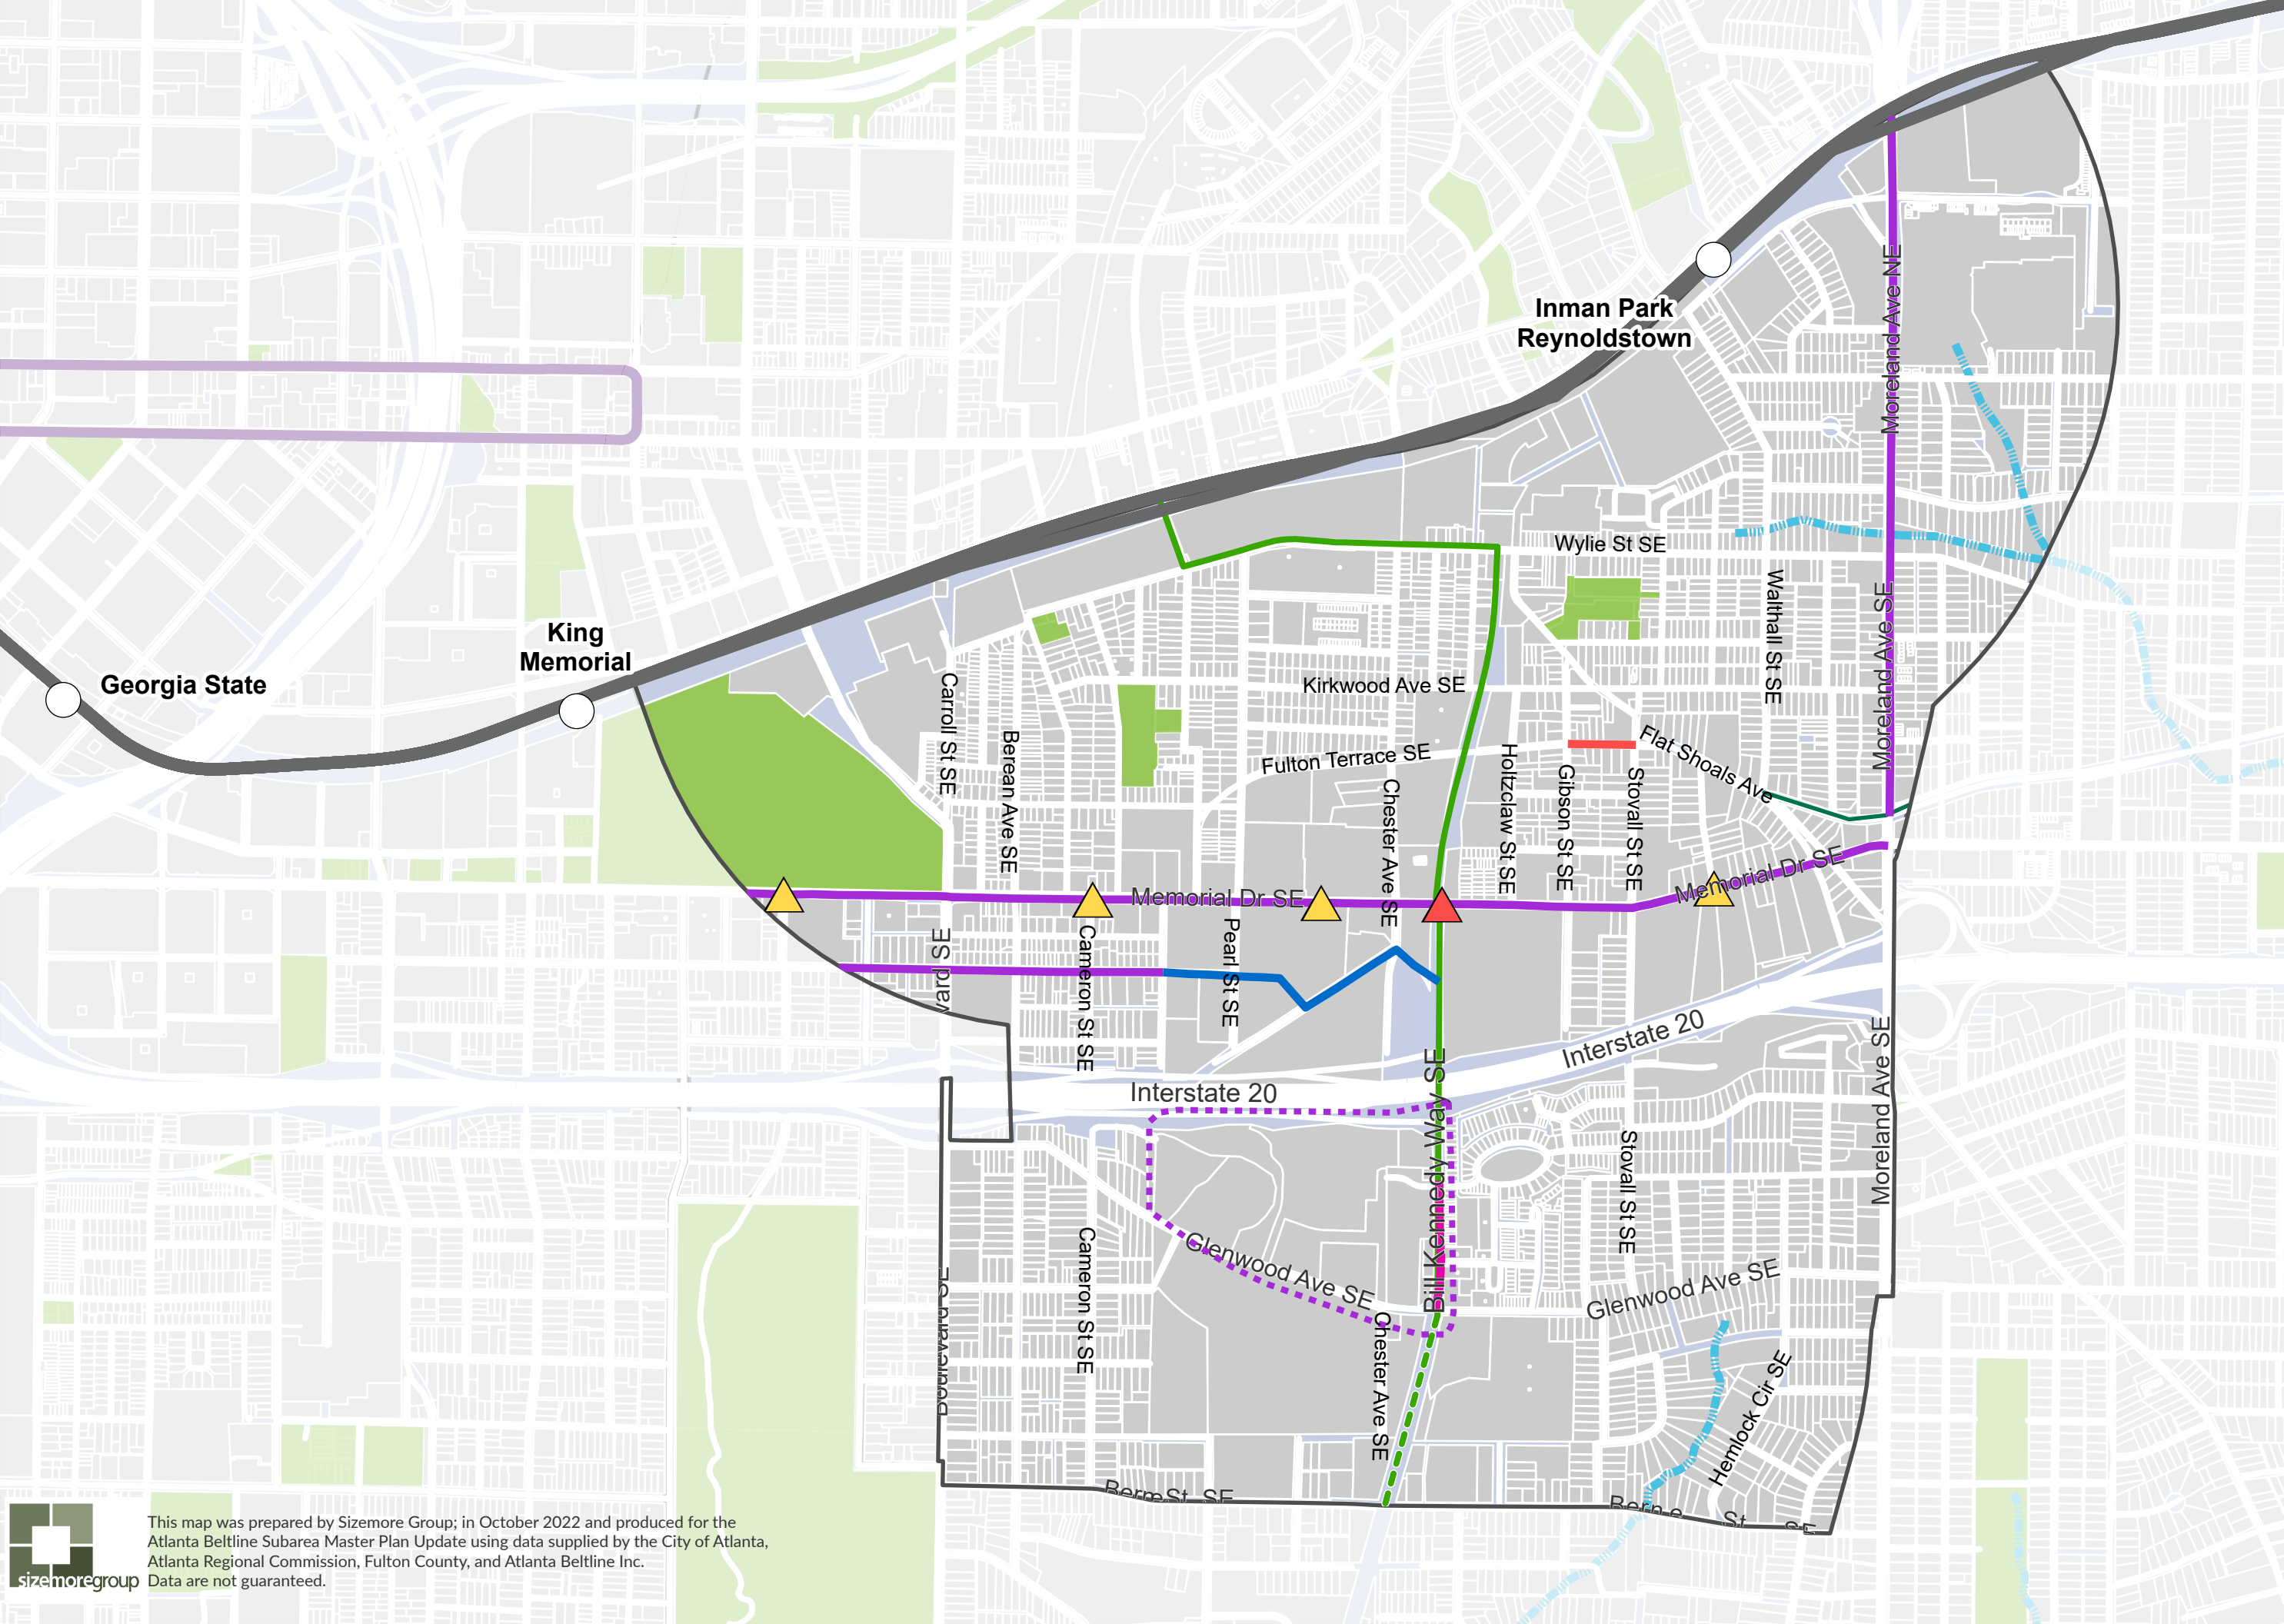 Moreland Ave NE
Inman Park
Reynoldstown
Wylie St SE
King
Memorial
Georgia State
Carroll St SE
Berean Ave SE
Kirkwood Ave SE
Fulton Terrace SE
Chester Ave SE
Holtzclaw St SE
Gibson St SE
Stovall St SE
Flat Shoals Ave
Walthall St SE
Moreland Ave SE
Memorial Dr SE
Memorial Dr SE
Pearl St SE
Cameron St SE
Interstate 20
Interstate 20
Bill Kennedy Way SE
Moreland Ave SE
Stovall St SE
Glenwood Ave SE
Glenwood Ave SE
Cameron St SE
Chester Ave SE
Hemlock Cir SE
Berne St SE
Berne St SE
sizemoregroup
This map was prepared by Sizemore Group; in October 2022 and produced for the
Atlanta Beltline Subarea Master Plan Update using data supplied by the City of Atlanta,
Atlanta Regional Commission, Fulton County, and Atlanta Beltline Inc.
Data are not guaranteed.